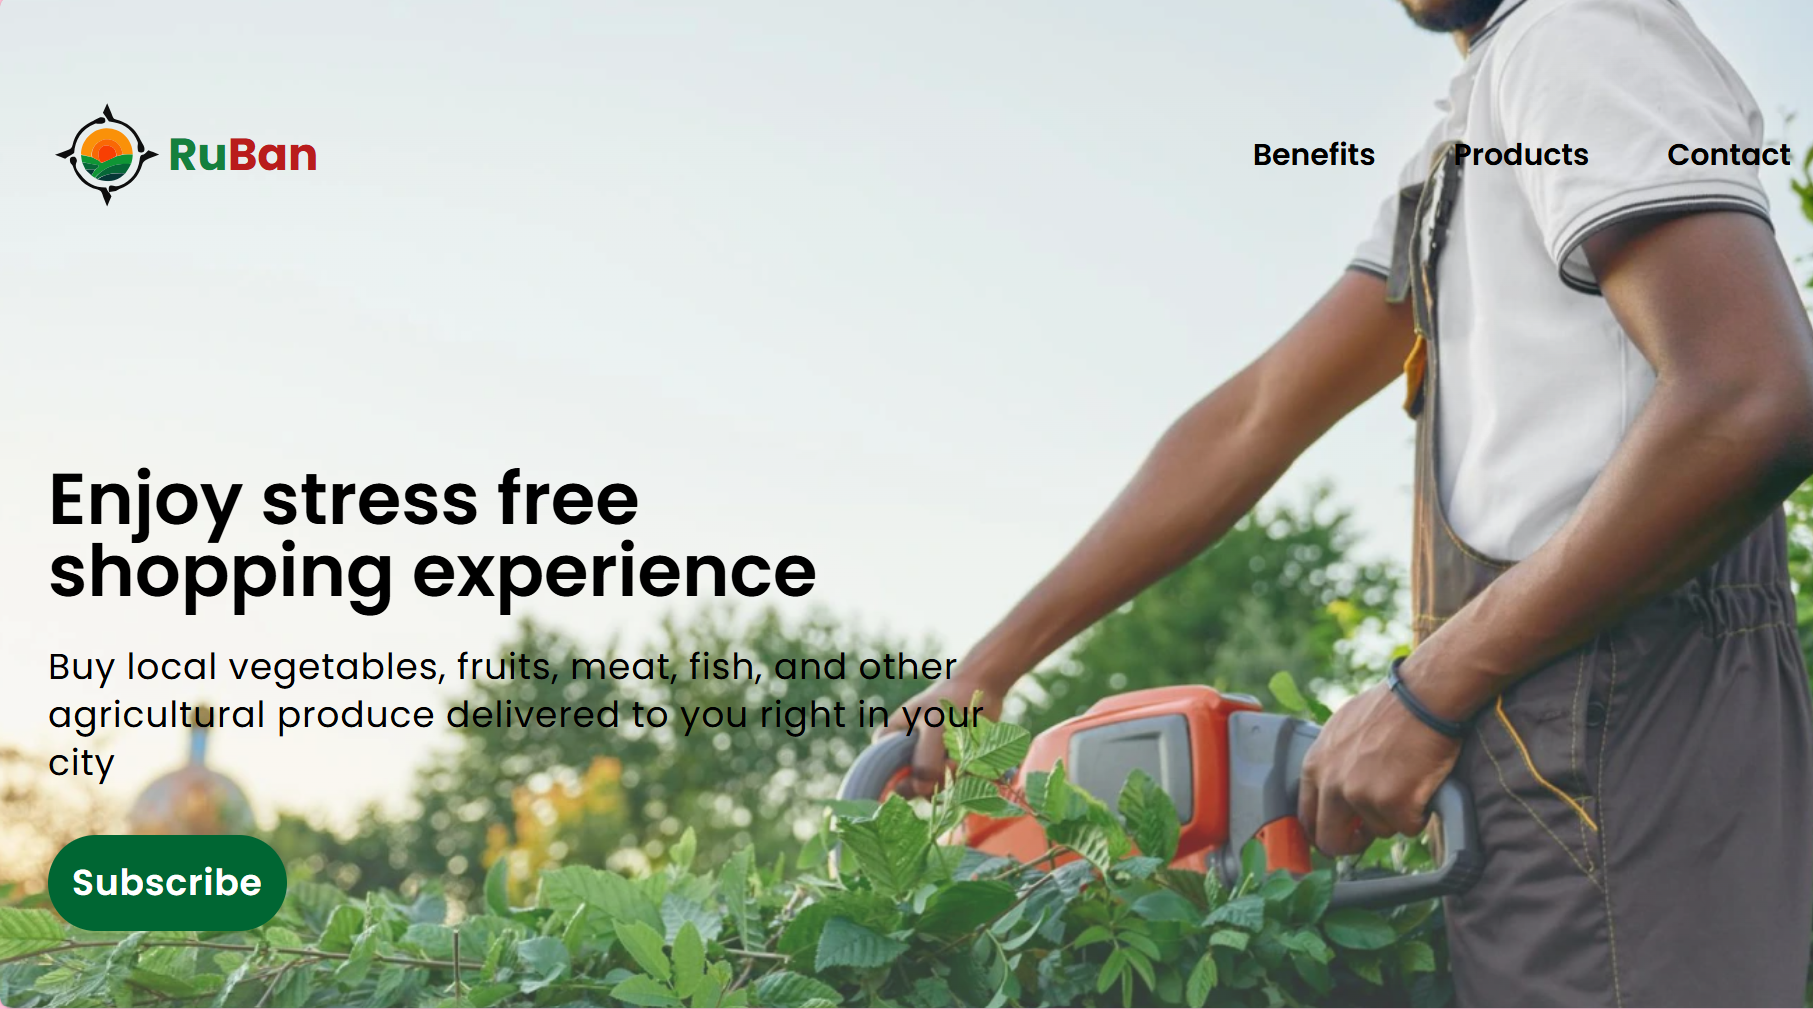 RuBan
Benefits
Products
Contact
Enjoy stress free
shopping experience
Buy local vegetables, fruits, meat, fish, and other
agricultural produce delivered to you right in your
city
Subscribe